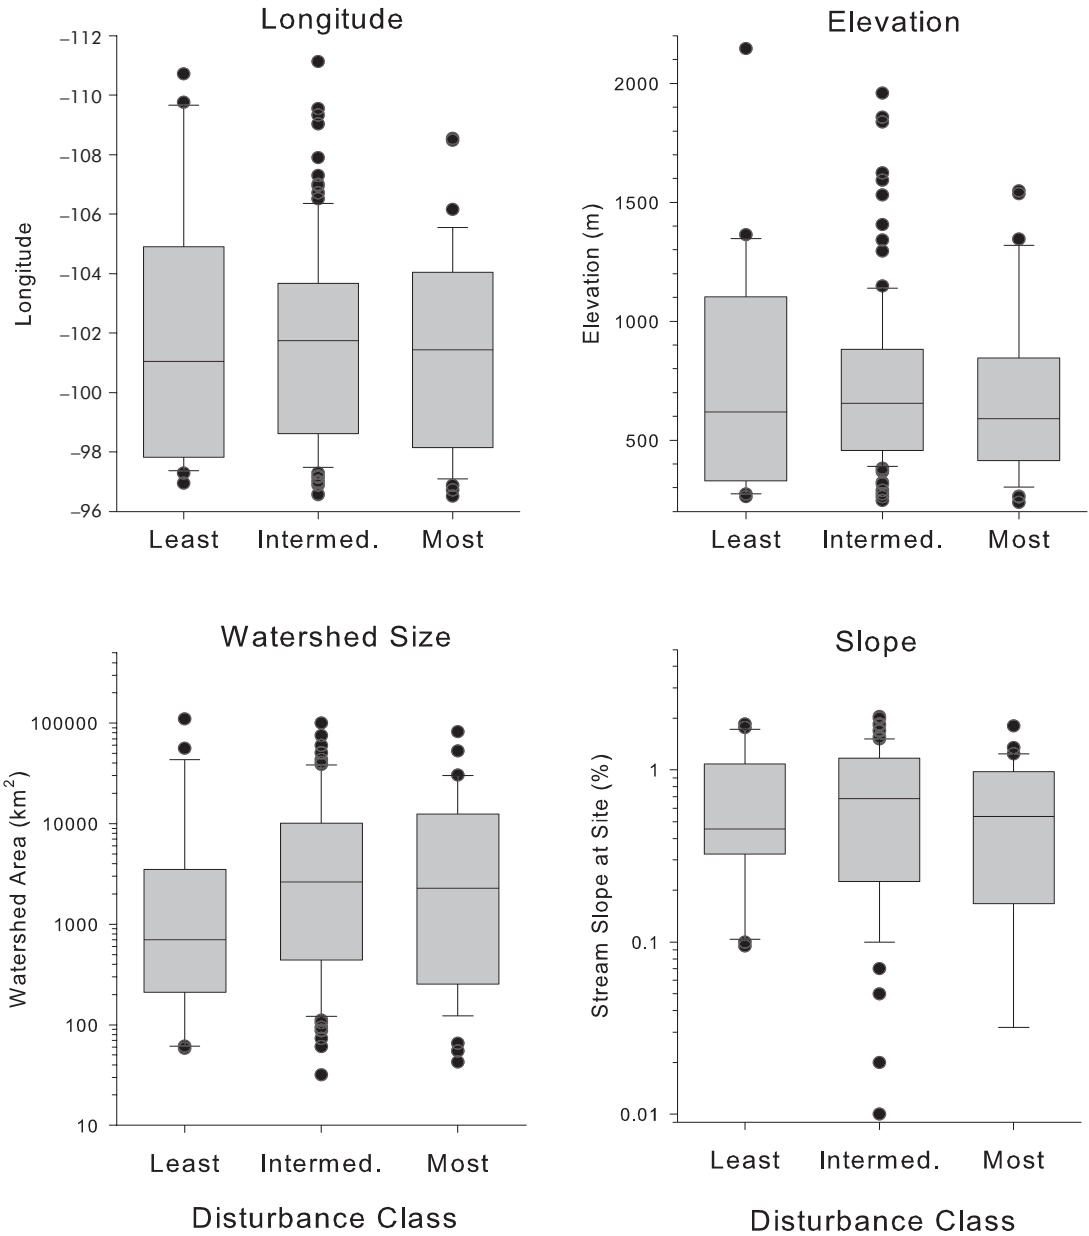 Longitude
Longitude
−112
−110
−108
−106
−104
−102
−100
−98
−96
Least Intermed. Most
Elevation
Elevation (m)
2000
1500
1000
500
Least Intermed. Most
Watershed Size
Watershed Area (km²)
100000
10000
1000
100
10
Least Intermed. Most
Disturbance Class
Slope
Stream Slope at Site (%)
1
0.1
0.01
Least Intermed. Most
Disturbance Class